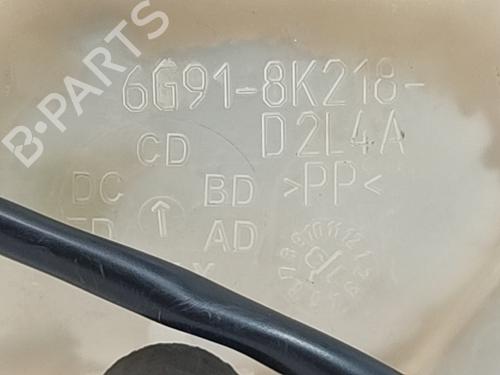 6G91-8K218-
D2L4A
CD
DC BD >PP<
↑ AD
B-PARTS